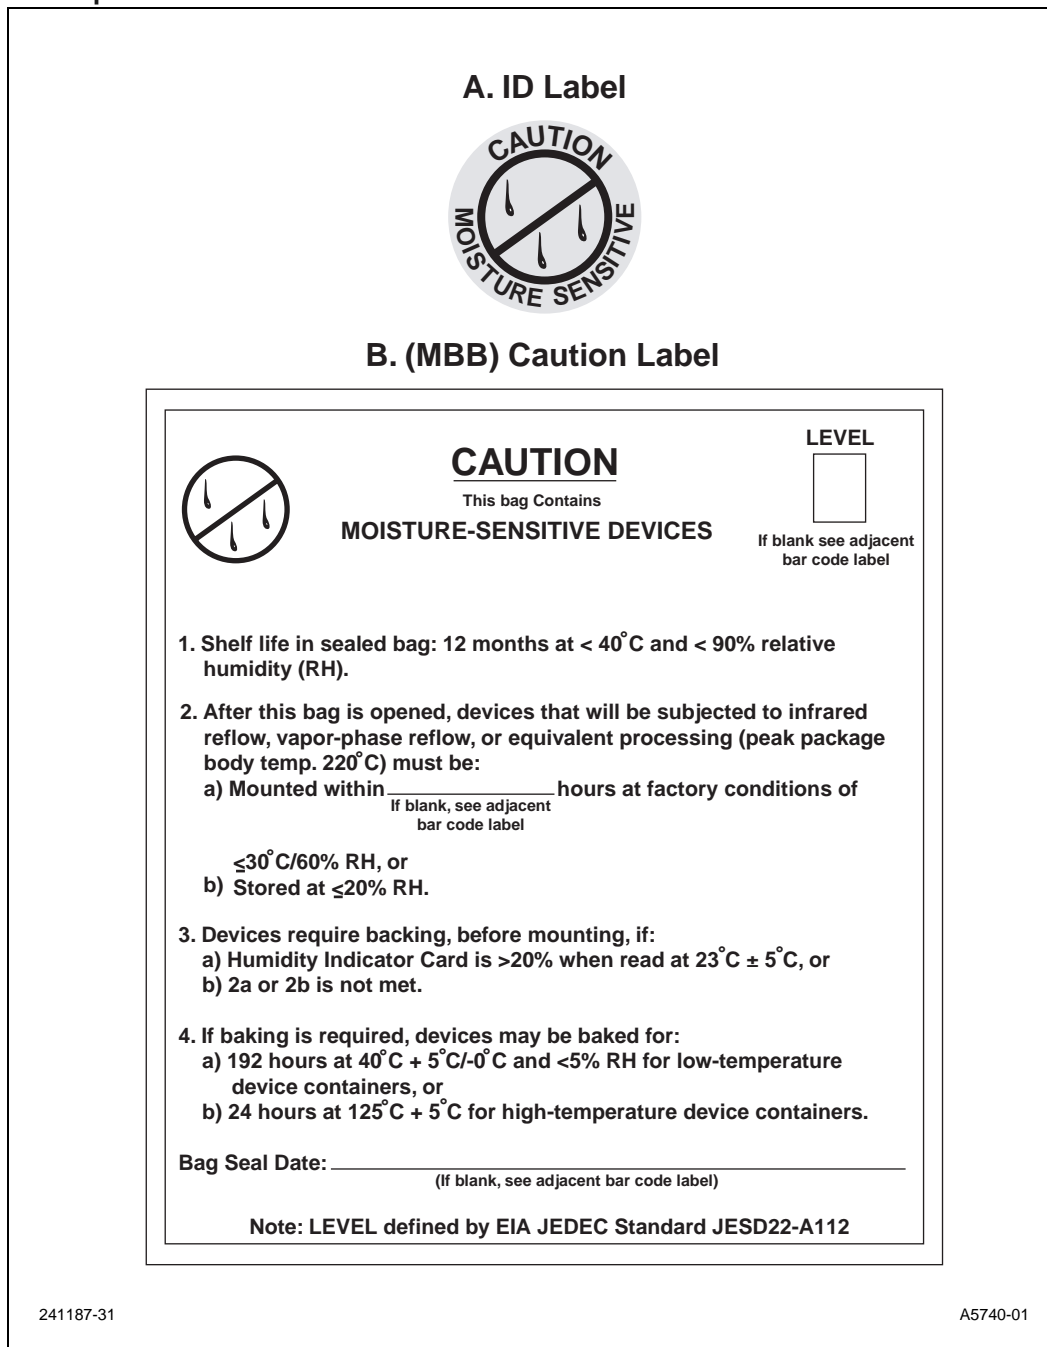 A. ID Label
CAUTION
MOISTURE SENSITIVE
B. (MBB) Caution Label
CAUTION
This bag Contains
MOISTURE-SENSITIVE DEVICES
LEVEL
If blank see adjacent
bar code label
1. Shelf life in sealed bag: 12 months at < 40°C and < 90% relative
humidity (RH).
2. After this bag is opened, devices that will be subjected to infrared
reflow, vapor-phase reflow, or equivalent processing (peak package
body temp. 220°C) must be:
a) Mounted within ____________ hours at factory conditions of
If blank, see adjacent
bar code label
≤30°C/60% RH, or
b) Stored at ≤20% RH.
3. Devices require backing, before mounting, if:
a) Humidity Indicator Card is >20% when read at 23°C ± 5°C, or
b) 2a or 2b is not met.
4. If baking is required, devices may be baked for:
a) 192 hours at 40°C + 5°C/-0°C and <5% RH for low-temperature
device containers, or
b) 24 hours at 125°C + 5°C for high-temperature device containers.
Bag Seal Date: ____________
(If blank, see adjacent bar code label)
Note: LEVEL defined by EIA JEDEC Standard JESD22-A112
241187-31
A5740-01